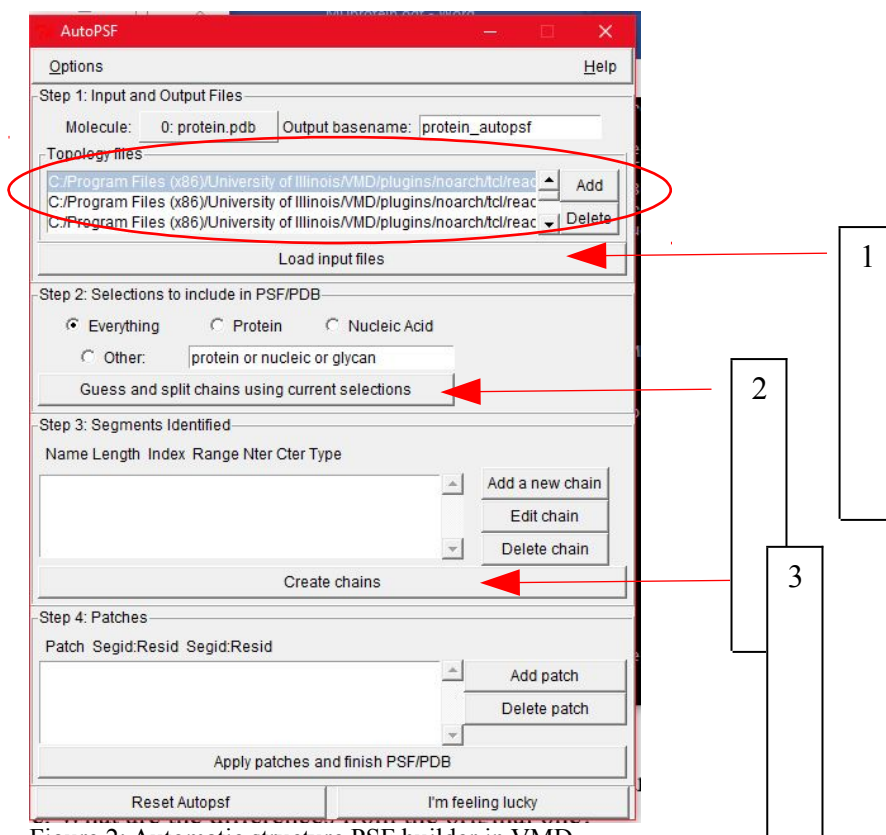 MDprotein.pdf - Word
AutoPSF
Options Help
Step 1: Input and Output Files
Molecule: 0: protein.pdb Output basename: protein_autopsf
Topology files
C:/Program Files (x86)/University of Illinois/VMD/plugins/noarch/tcl/reac Add
C:/Program Files (x86)/University of Illinois/VMD/plugins/noarch/tcl/reac
C:/Program Files (x86)/University of Illinois/VMD/plugins/noarch/tcl/reac Delete
Load input files
1
Step 2: Selections to include in PSF/PDB
Everything Protein Nucleic Acid
Other: protein or nucleic or glycan
Guess and split chains using current selections
2
Step 3: Segments Identified
Name Length Index Range Nter Cter Type
Add a new chain
Edit chain
Delete chain
Create chains
3
Step 4: Patches
Patch Segid:Resid Segid:Resid
Add patch
Delete patch
Apply patches and finish PSF/PDB
Reset Autopsf I'm feeling lucky
Figure 2: Automatic structure PSF builder in VMD